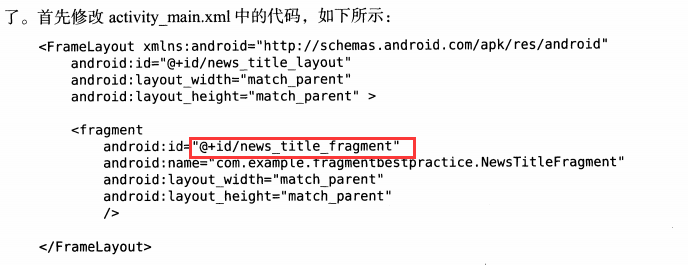 了。首先修改 activity_main.xml 中的代码，如下所示：
<FrameLayout xmlns:android="http://schemas.android.com/apk/res/android"
android:id="@+id/news_title_layout"
android:layout_width="match_parent"
android:layout_height="match_parent" >
<fragment
android:id="@+id/news_title_fragment"
android:name="com.example.fragmentbestpractice.NewsTitleFragment"
android:layout_width="match_parent"
android:layout_height="match_parent"
/>
</FrameLayout>